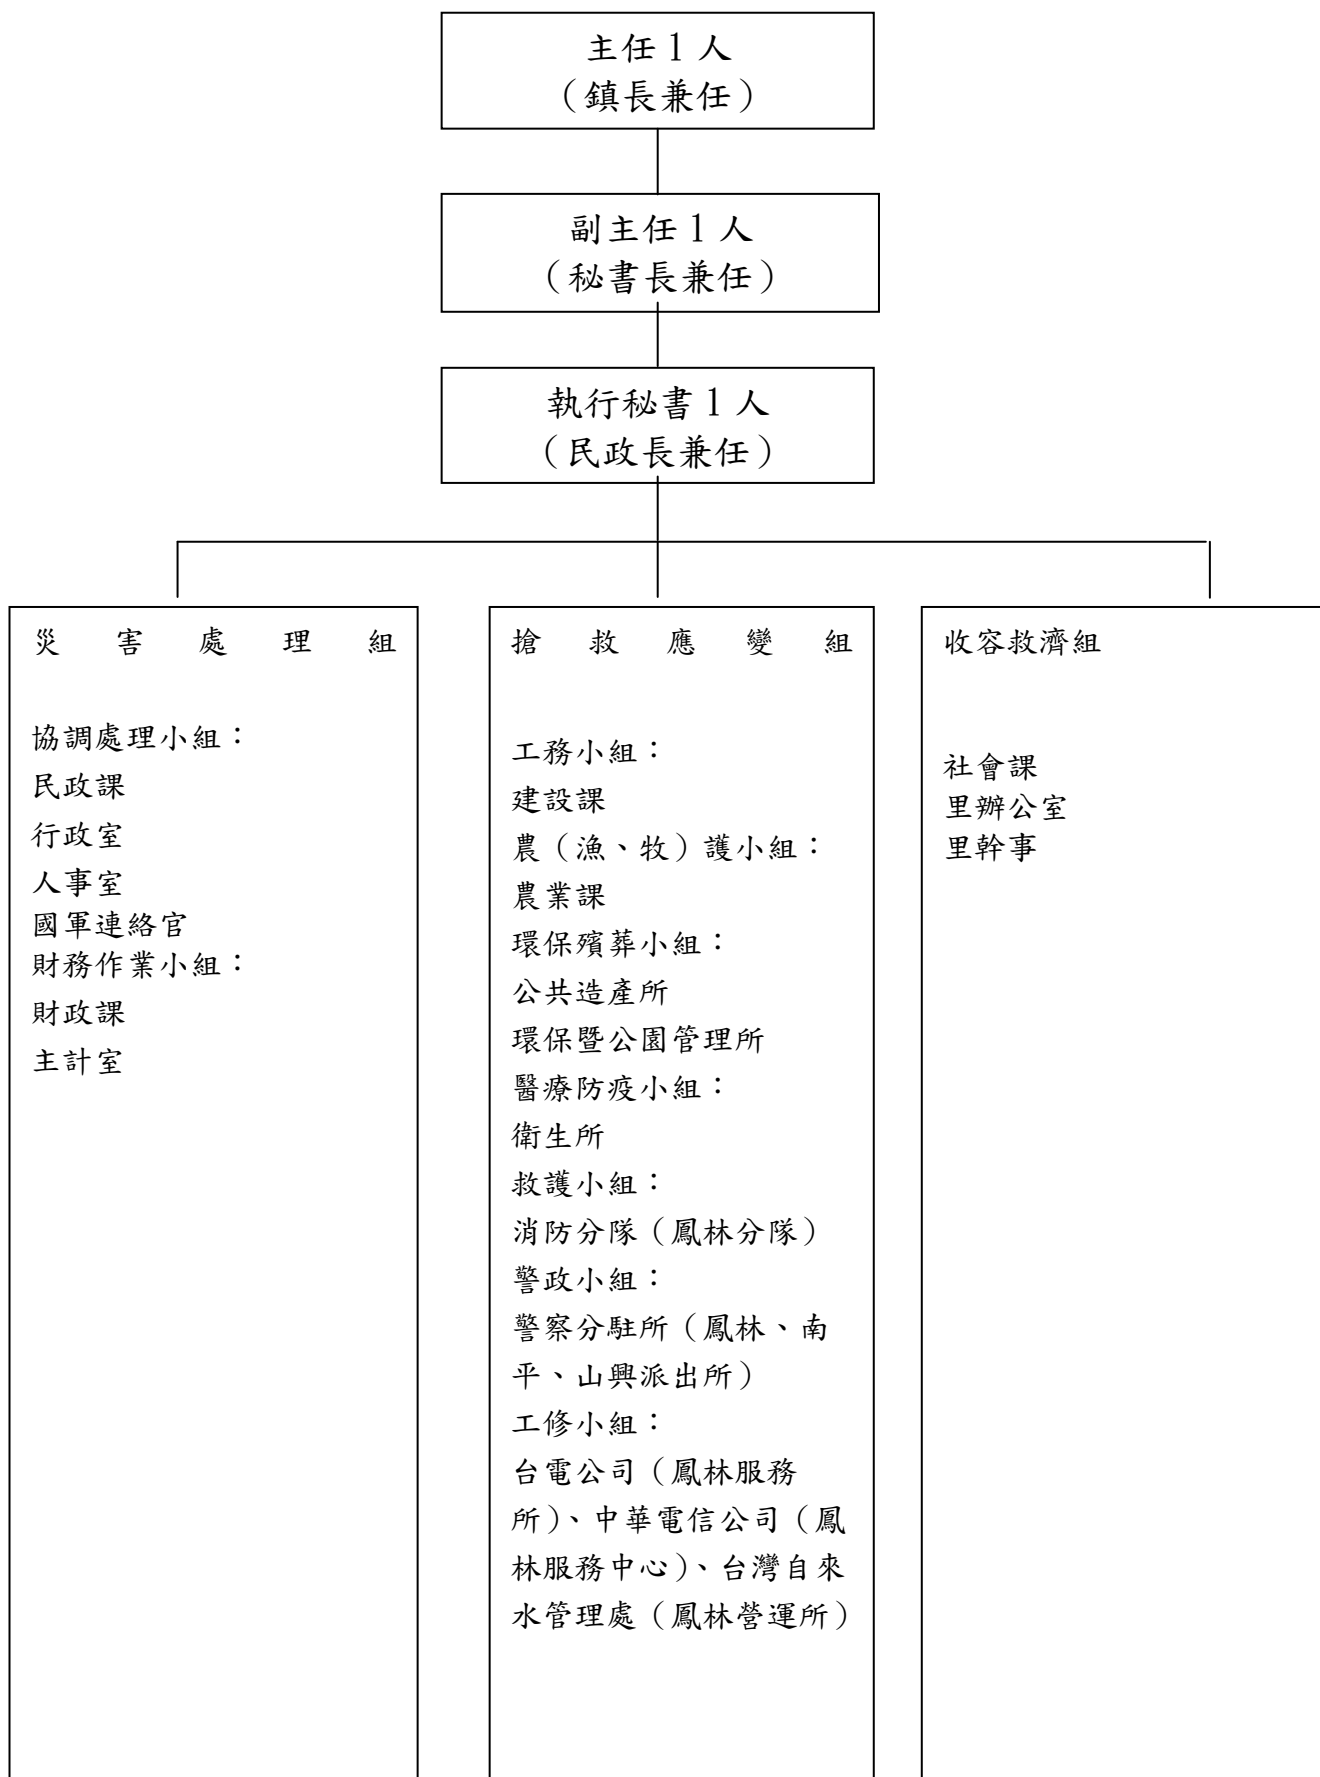 主任1人
（鎮長兼任）
副主任1人
（秘書長兼任）
執行秘書1人
（民政長兼任）
災害處理組
協調處理小組：
民政課
行政室
人事室
國軍連絡官
財務作業小組：
財政課
主計室
搶救應變組
工務小組：
建設課
農（漁、牧）護小組：
農業課
環保殯葬小組：
公共造產所
環保暨公園管理所
醫療防疫小組：
衛生所
救護小組：
消防分隊（鳳林分隊）
警政小組：
警察分駐所（鳳林、南
平、山興派出所）
工修小組：
台電公司（鳳林服務
所）、中華電信公司（鳳
林服務中心）、台灣自來
水管理處（鳳林營運所）
收容救濟組
社會課
里辦公室
里幹事